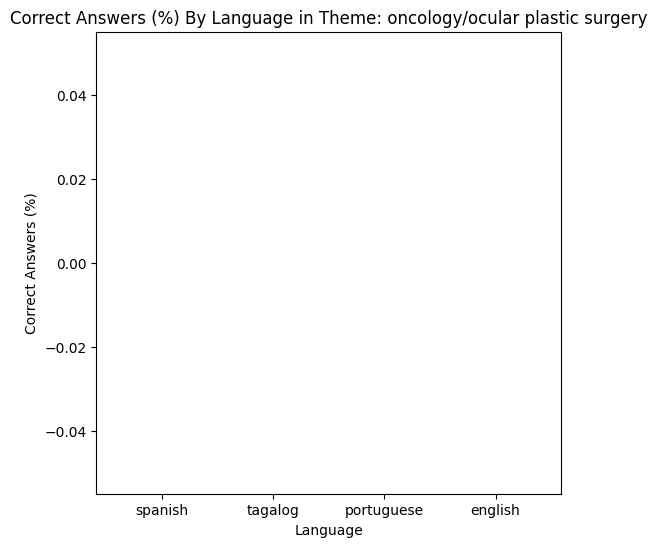 Correct Answers (%) By Language in Theme: oncology/ocular plastic surgery
0.04
0.02
0.00
−0.02
−0.04
Correct Answers (%)
spanish
tagalog
portuguese
english
Language